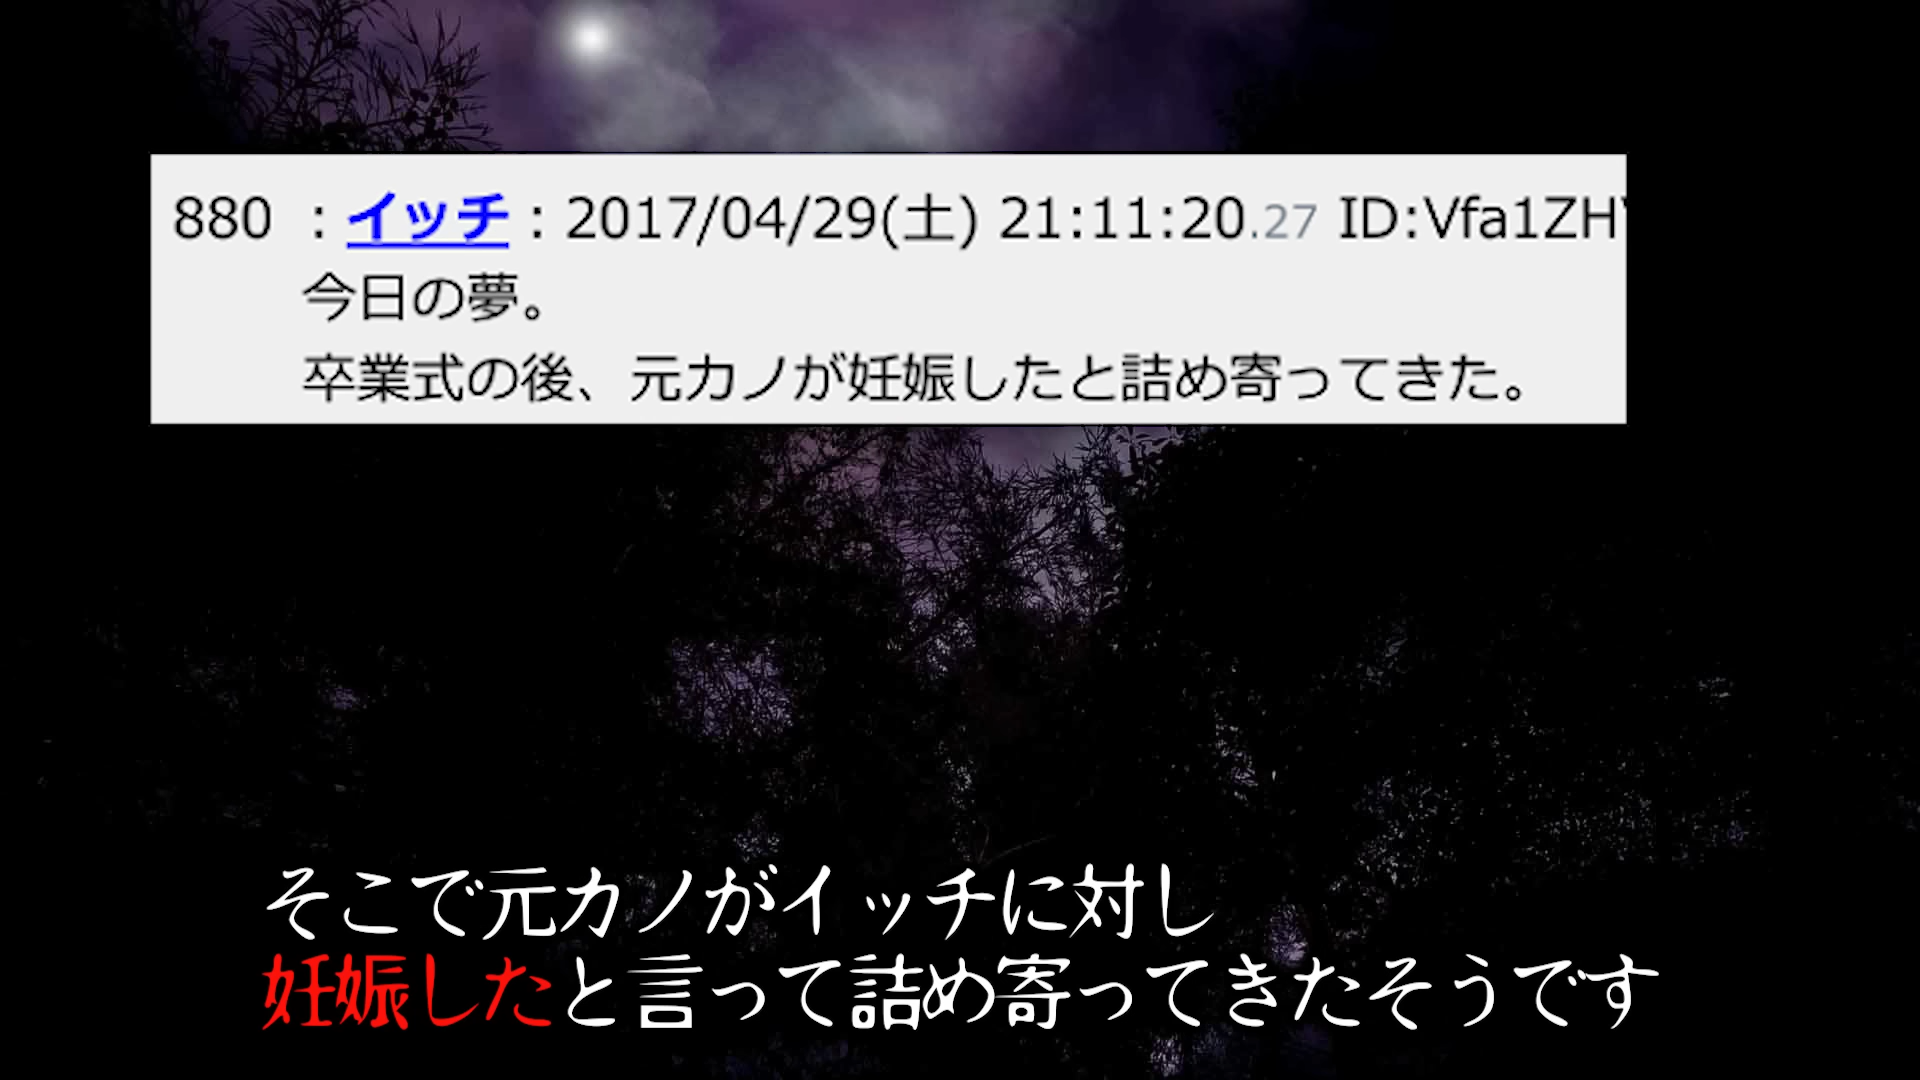 880 ：イッチ：2017/04/29(土) 21:11:20.27 ID:Vfa1ZH
今日の夢。
卒業式の後、元カノが妊娠したと詰め寄ってきた。
そこで元カノがイッチに対し
妊娠したと言って詰め寄ってきたそうです